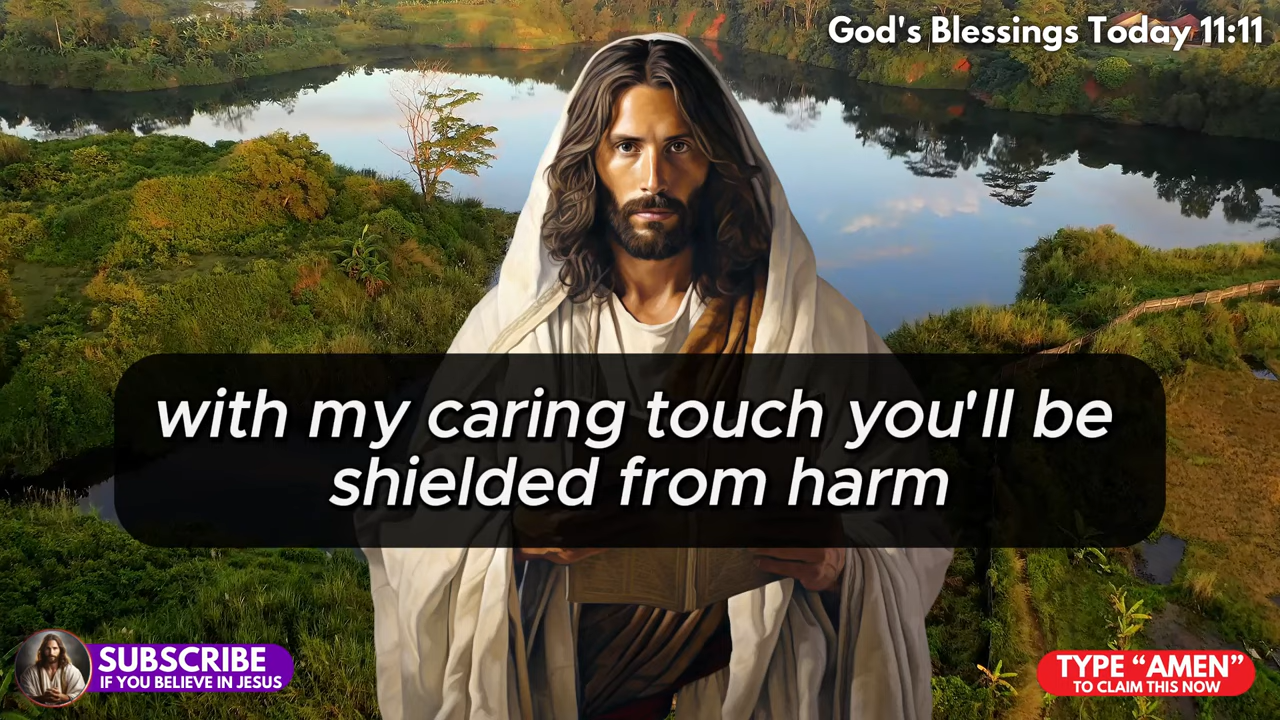 God's Blessings Today 11:11
with my caring touch you'll be
shielded from harm
SUBSCRIBE
IF YOU BELIEVE IN JESUS
TYPE “AMEN”
TO CLAIM THIS NOW